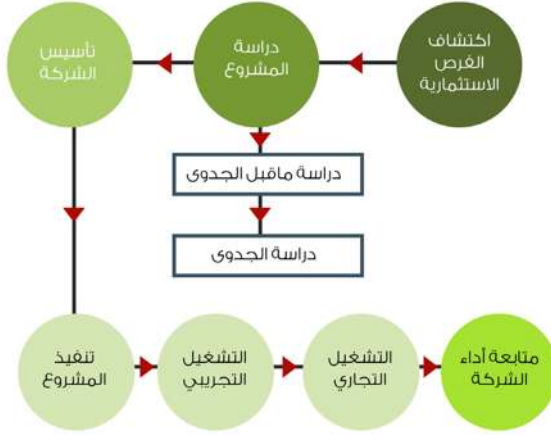 اكتشاف
الفرص
الاستثمارية
دراسة
المشروع
تأسيس
الشركة
دراسة ماقبل الجدوى
دراسة الجدوى
تنفيذ
المشروع
التشغيل
التجريبي
التشغيل
التجاري
متابعة أداء
الشركة